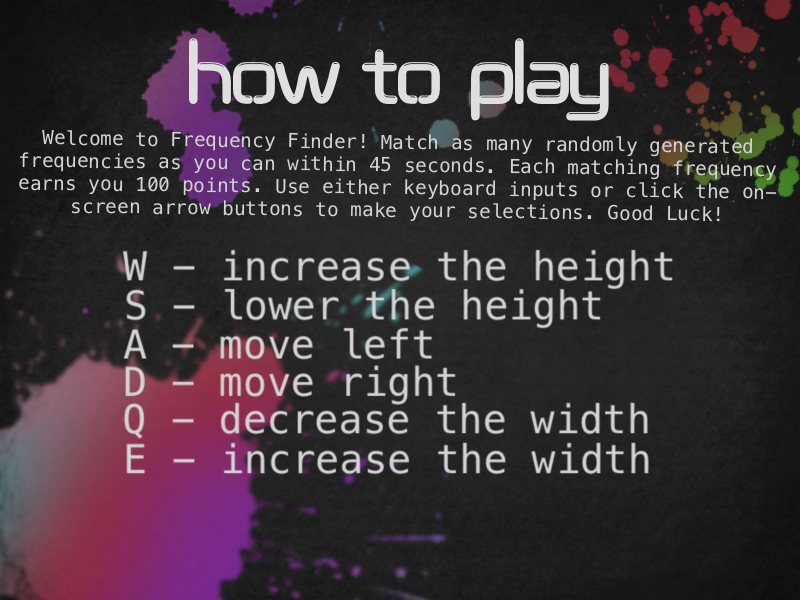 how to play
Welcome to Frequency Finder! Match as many randomly generated
frequencies as you can within 45 seconds. Each matching frequency
earns you 100 points. Use either keyboard inputs or click the on-
screen arrow buttons to make your selections. Good Luck!
W - increase the height
S - lower the height
A - move left
D - move right
Q - decrease the width
E - increase the width